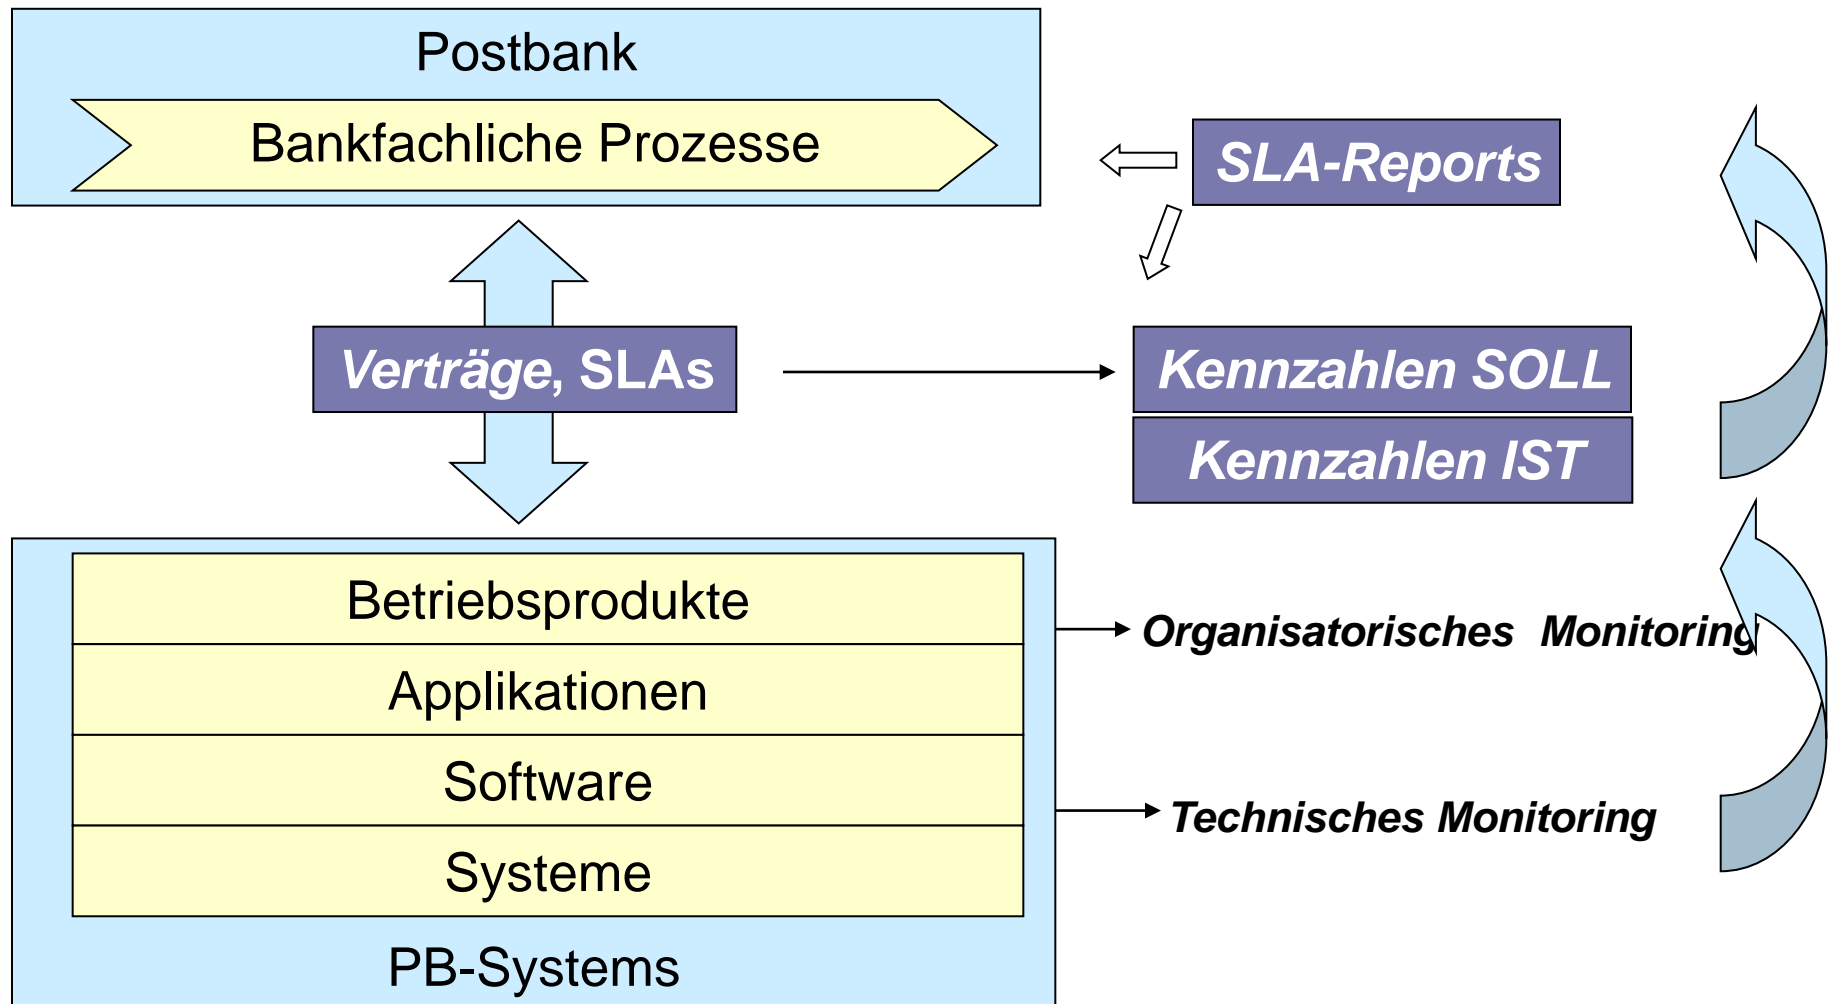 Postbank
Bankfachliche Prozesse
SLA-Reports
Verträge, SLAs
Kennzahlen SOLL
Kennzahlen IST
Betriebsprodukte
Organisatorisches Monitoring
Applikationen
Software
Technisches Monitoring
Systeme
PB-Systems